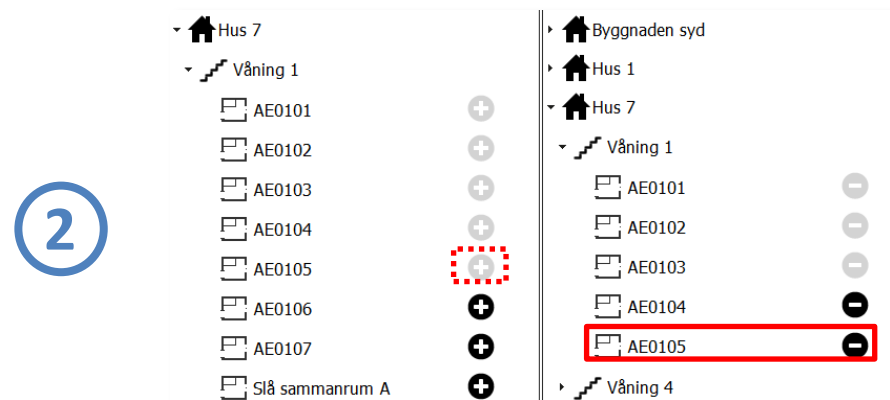 2
Hus 7
Våning 1
AE0101
AE0102
AE0103
AE0104
AE0105
AE0106
AE0107
Slå sammanrum A
Byggnaden syd
Hus 1
Hus 7
Våning 1
AE0101
AE0102
AE0103
AE0104
AE0105
Våning 4